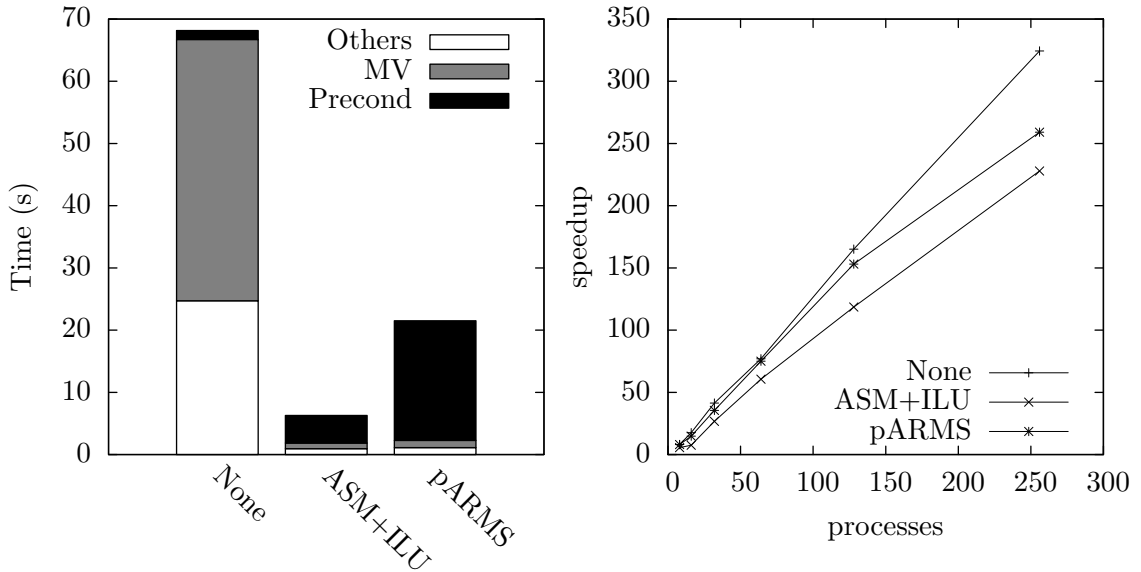 70
60
50
40
30
20
10
0
Time (s)
Others
MV
Precond
None
ASM+ILU
pARMS
350
300
250
200
150
100
50
0
speedup
None
ASM+ILU
pARMS
0 50 100 150 200 250 300
processes